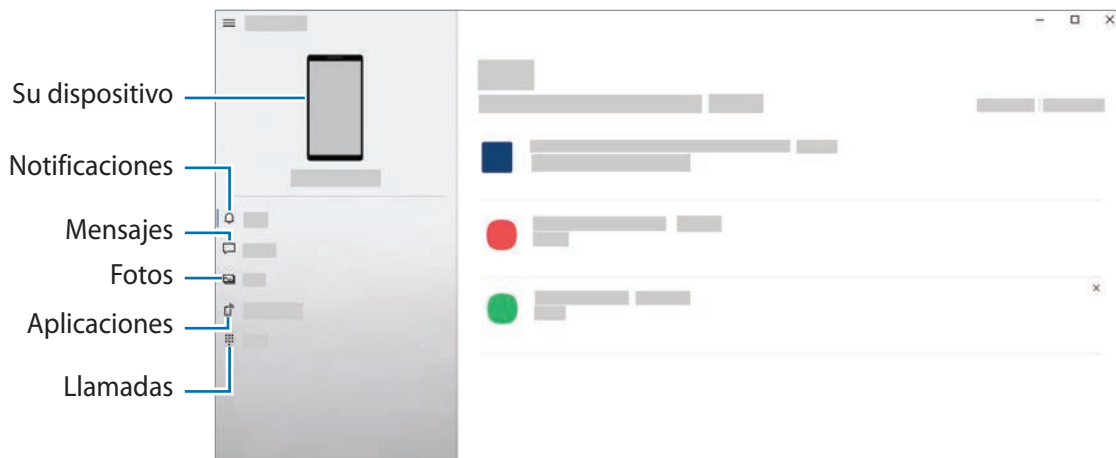 Su dispositivo
Notificaciones
Mensajes
Fotos
Aplicaciones
Llamadas